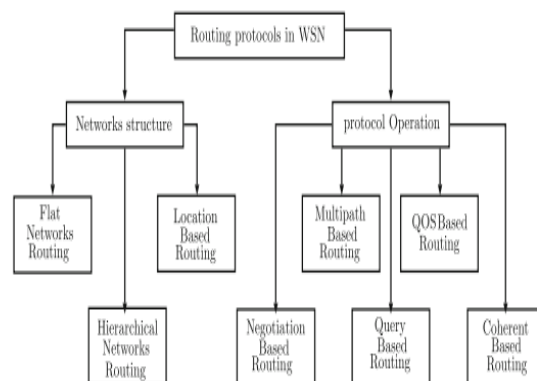 Routing protocols in WSN
Networks structure
protocol Operation
Flat
Networks
Routing
Location
Based
Routing
Multipath
Based
Routing
QOSBased
Routing
Hierarchical
Networks
Routing
Negotiation
Based
Routing
Query
Based
Routing
Coherent
Based
Routing